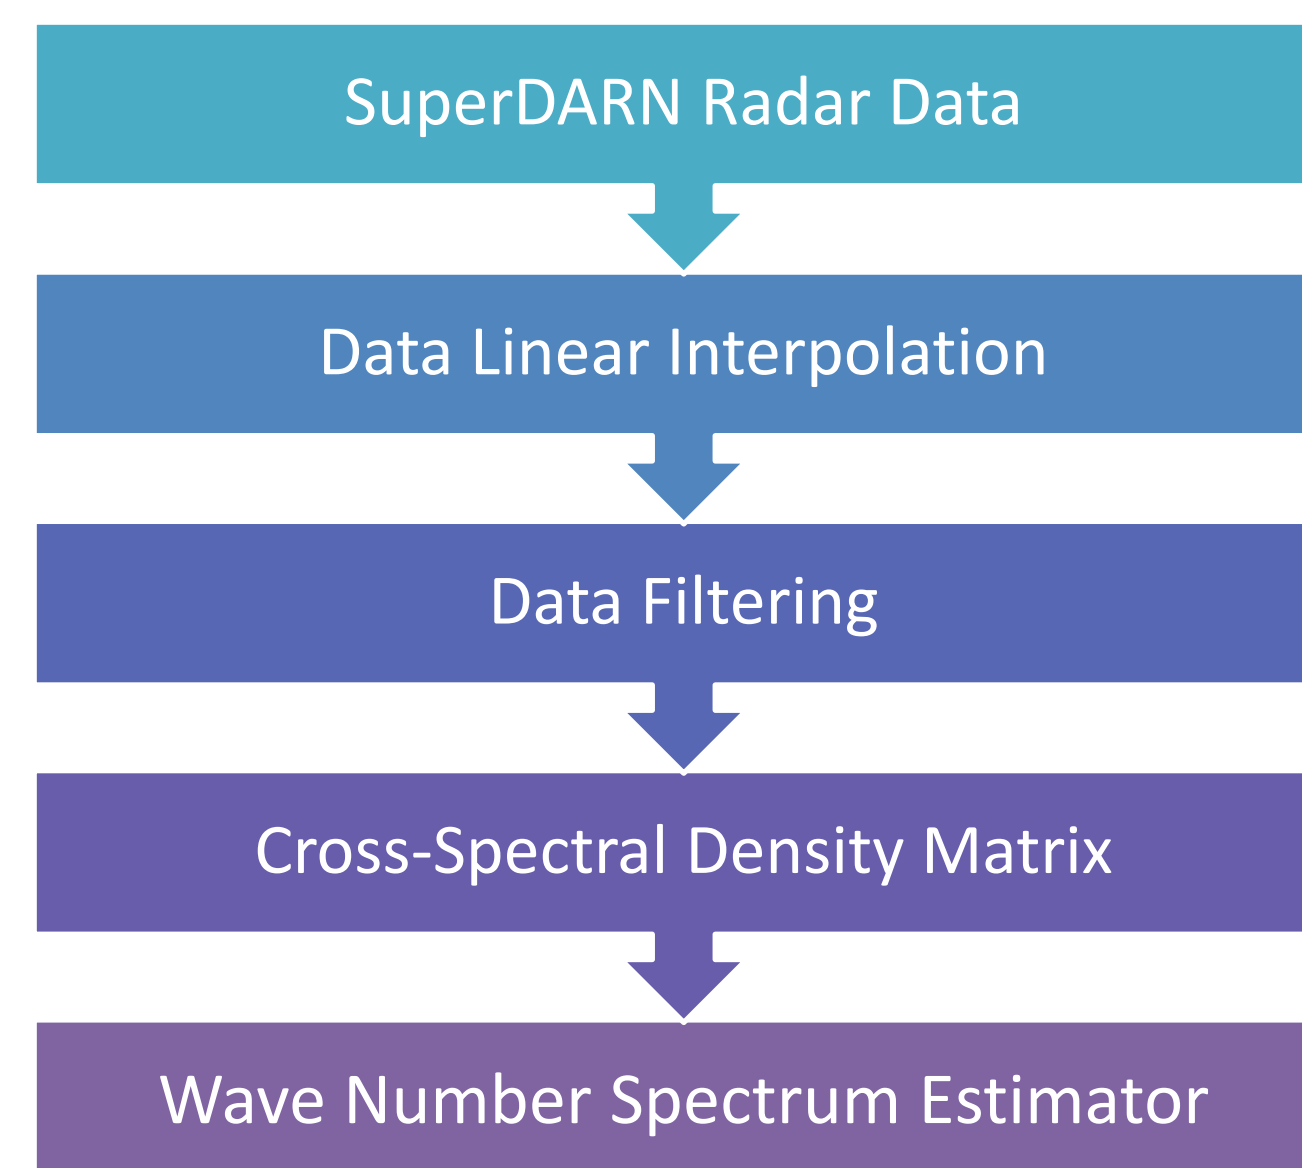 SuperDARN Radar Data
Data Linear Interpolation
Data Filtering
Cross-Spectral Density Matrix
Wave Number Spectrum Estimator